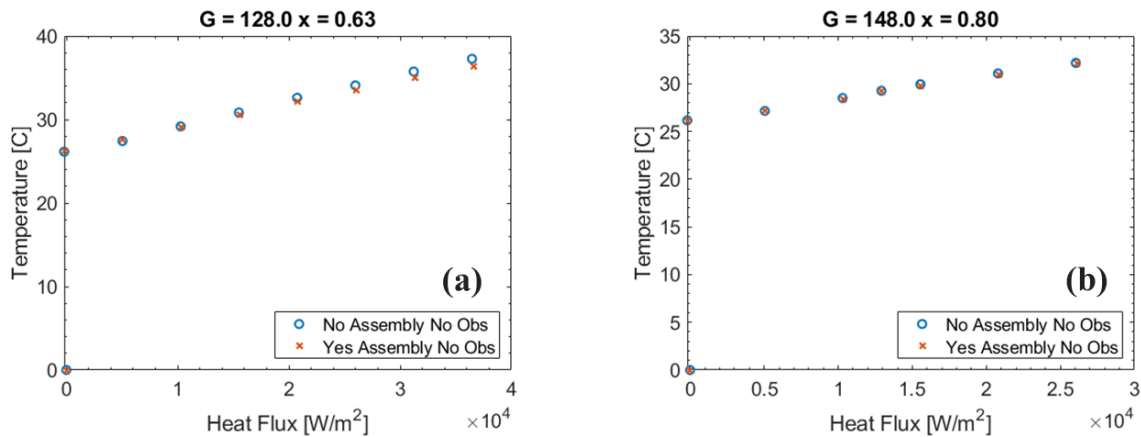 G = 128.0 x = 0.63
40
30
20
10
0
Temperature [C]
(a)
No Assembly No Obs
Yes Assembly No Obs
0
1
2
3
4
Heat Flux [W/m²]
×10⁴
G = 148.0 x = 0.80
35
30
25
20
15
10
5
0
Temperature [C]
(b)
No Assembly No Obs
Yes Assembly No Obs
0
0.5
1
1.5
2
2.5
3
Heat Flux [W/m²]
×10⁴